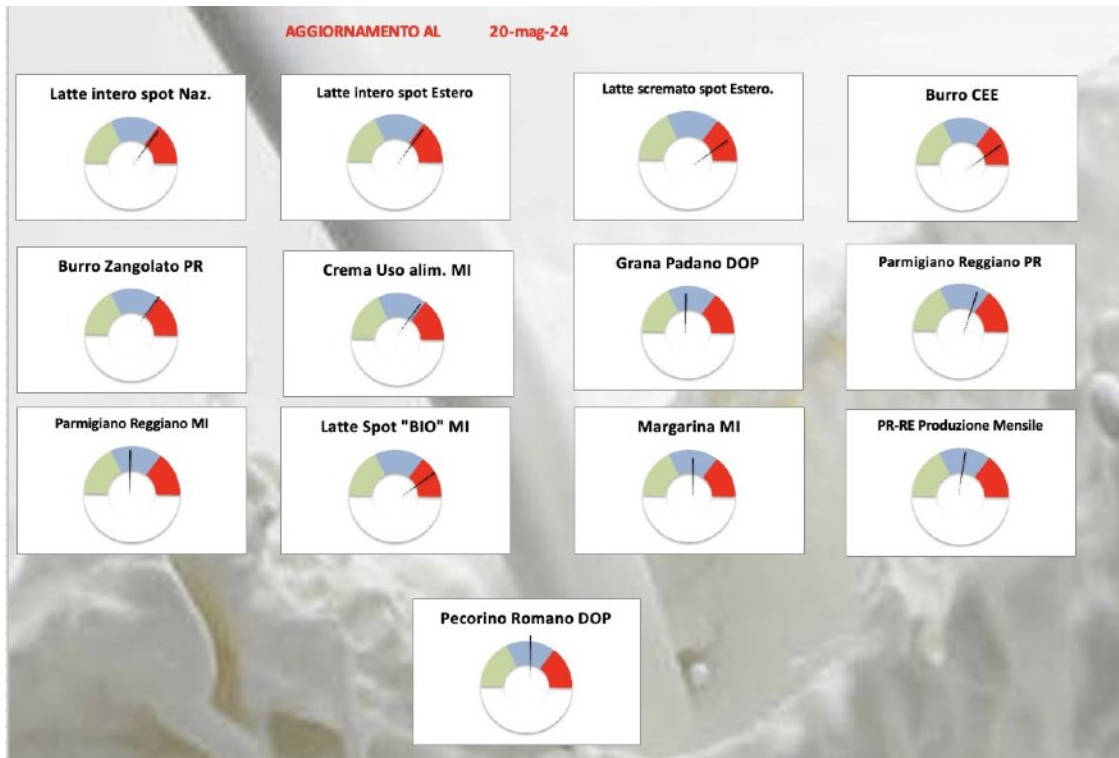 AGGIORNAMENTO AL 20-mag-24
Latte intero spot Naz.
Latte intero spot Estero
Latte scremato spot Estero.
Burro CEE
Burro Zangolato PR
Crema Uso alim. MI
Grana Padano DOP
Parmigiano Reggiano PR
Parmigiano Reggiano MI
Latte Spot "BIO" MI
Margarina MI
PR-RE Produzione Mensile
Pecorino Romano DOP